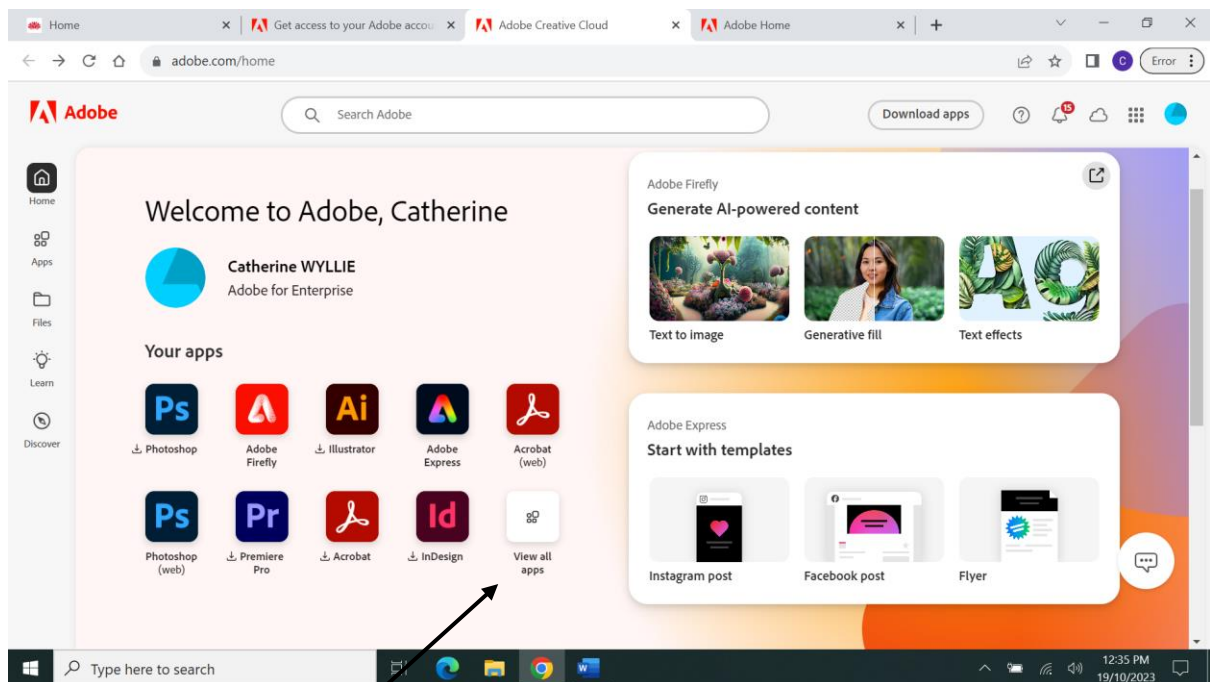 Home
Get access to your Adobe accou
Adobe Creative Cloud
Adobe Home
adobe.com/home
C
Error
Adobe
Search Adobe
Download apps
15
Home
Apps
Files
Learn
Discover
Welcome to Adobe, Catherine
Catherine WYLLIE
Adobe for Enterprise
Your apps
Ps
Ai
Photoshop
Adobe
Firefly
Illustrator
Adobe
Express
Acrobat
(web)
Ps
Pr
Id
Photoshop
(web)
Premiere
Pro
Acrobat
InDesign
View all
apps
Adobe Firefly
Generate AI-powered content
Ag
Text to image
Generative fill
Text effects
Adobe Express
Start with templates
Instagram post
Facebook post
Flyer
Type here to search
12:35 PM
19/10/2023